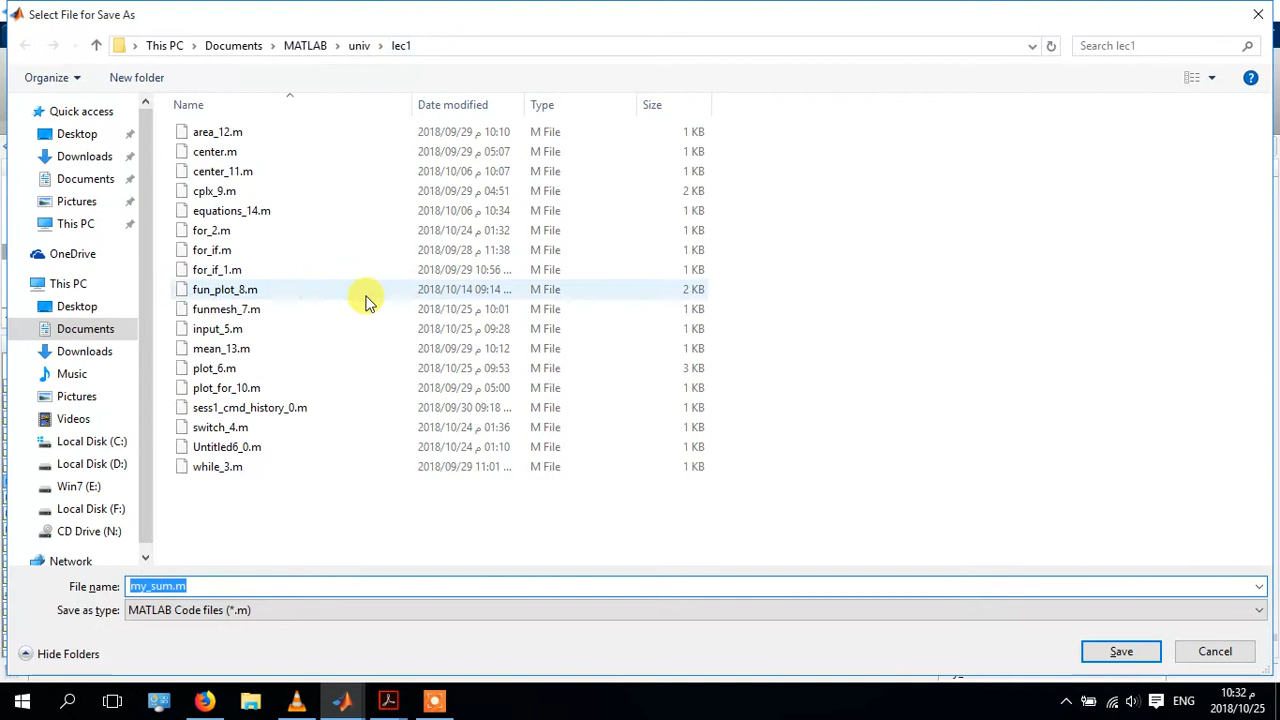 Select File for Save As
This PC Documents MATLAB univ lec1
Search lec1
Organize New folder
Name Date modified Type Size
Quick access
Desktop
Downloads
Documents
Pictures
This PC
OneDrive
This PC
Desktop
Documents
Downloads
Music
Pictures
Videos
Local Disk (C:)
Local Disk (D:)
Win7 (E:)
Local Disk (F:)
CD Drive (N:)
Network
area_12.m 2018/09/29 م 10:10 M File 1 KB
center.m 2018/09/29 م 05:07 M File 1 KB
center_11.m 2018/10/06 م 10:07 M File 1 KB
cplx_9.m 2018/09/29 م 04:51 M File 2 KB
equations_14.m 2018/10/06 م 10:34 M File 1 KB
for_2.m 2018/10/24 م 01:32 M File 1 KB
for_if.m 2018/09/28 م 11:38 M File 1 KB
for_if_1.m 2018/09/29 10:56 ... M File 1 KB
fun_plot_8.m 2018/10/14 09:14 ... M File 2 KB
funmesh_7.m 2018/10/25 م 10:01 M File 1 KB
input_5.m 2018/10/25 م 09:28 M File 1 KB
mean_13.m 2018/09/29 م 10:12 M File 1 KB
plot_6.m 2018/10/25 م 09:53 M File 3 KB
plot_for_10.m 2018/09/29 م 05:00 M File 1 KB
sess1_cmd_history_0.m 2018/09/30 09:18 ... M File 1 KB
switch_4.m 2018/10/24 م 01:36 M File 1 KB
Untitled6_0.m 2018/10/24 م 01:10 M File 1 KB
while_3.m 2018/09/29 11:01 ... M File 1 KB
File name: my_sum.m
Save as type: MATLAB Code files (*.m)
Hide Folders
Save Cancel
ENG
م 10:32
2018/10/25